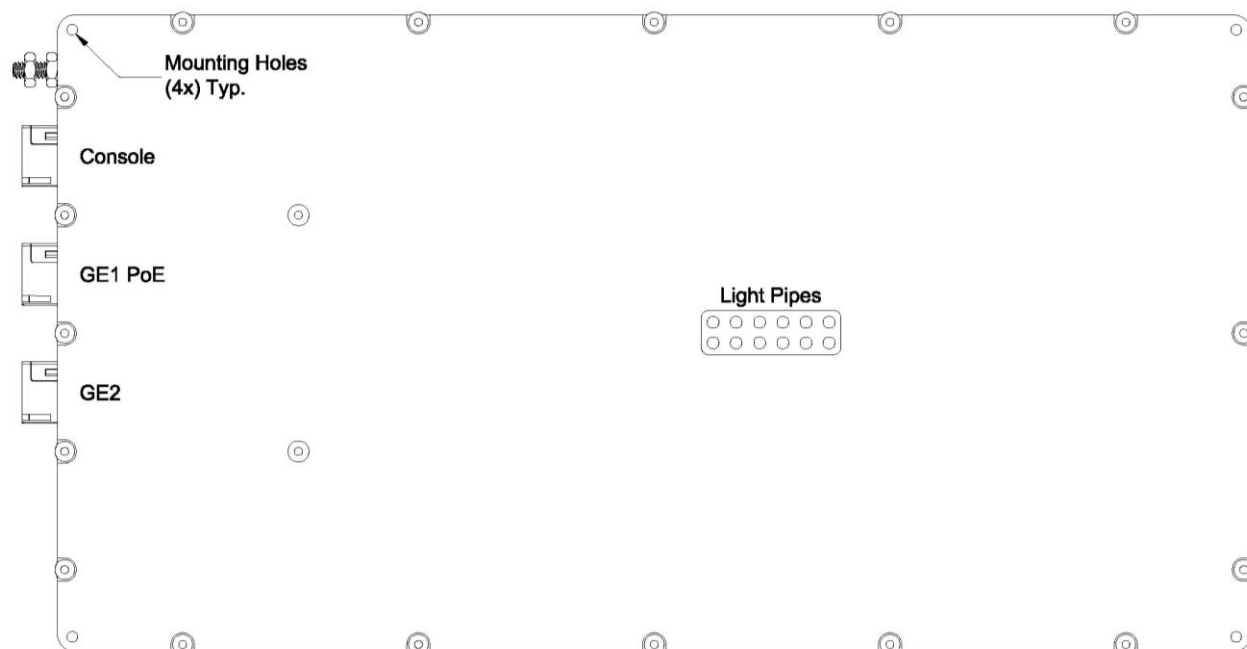 Mounting Holes
(4x) Typ.
Console
GE1 PoE
Light Pipes
GE2